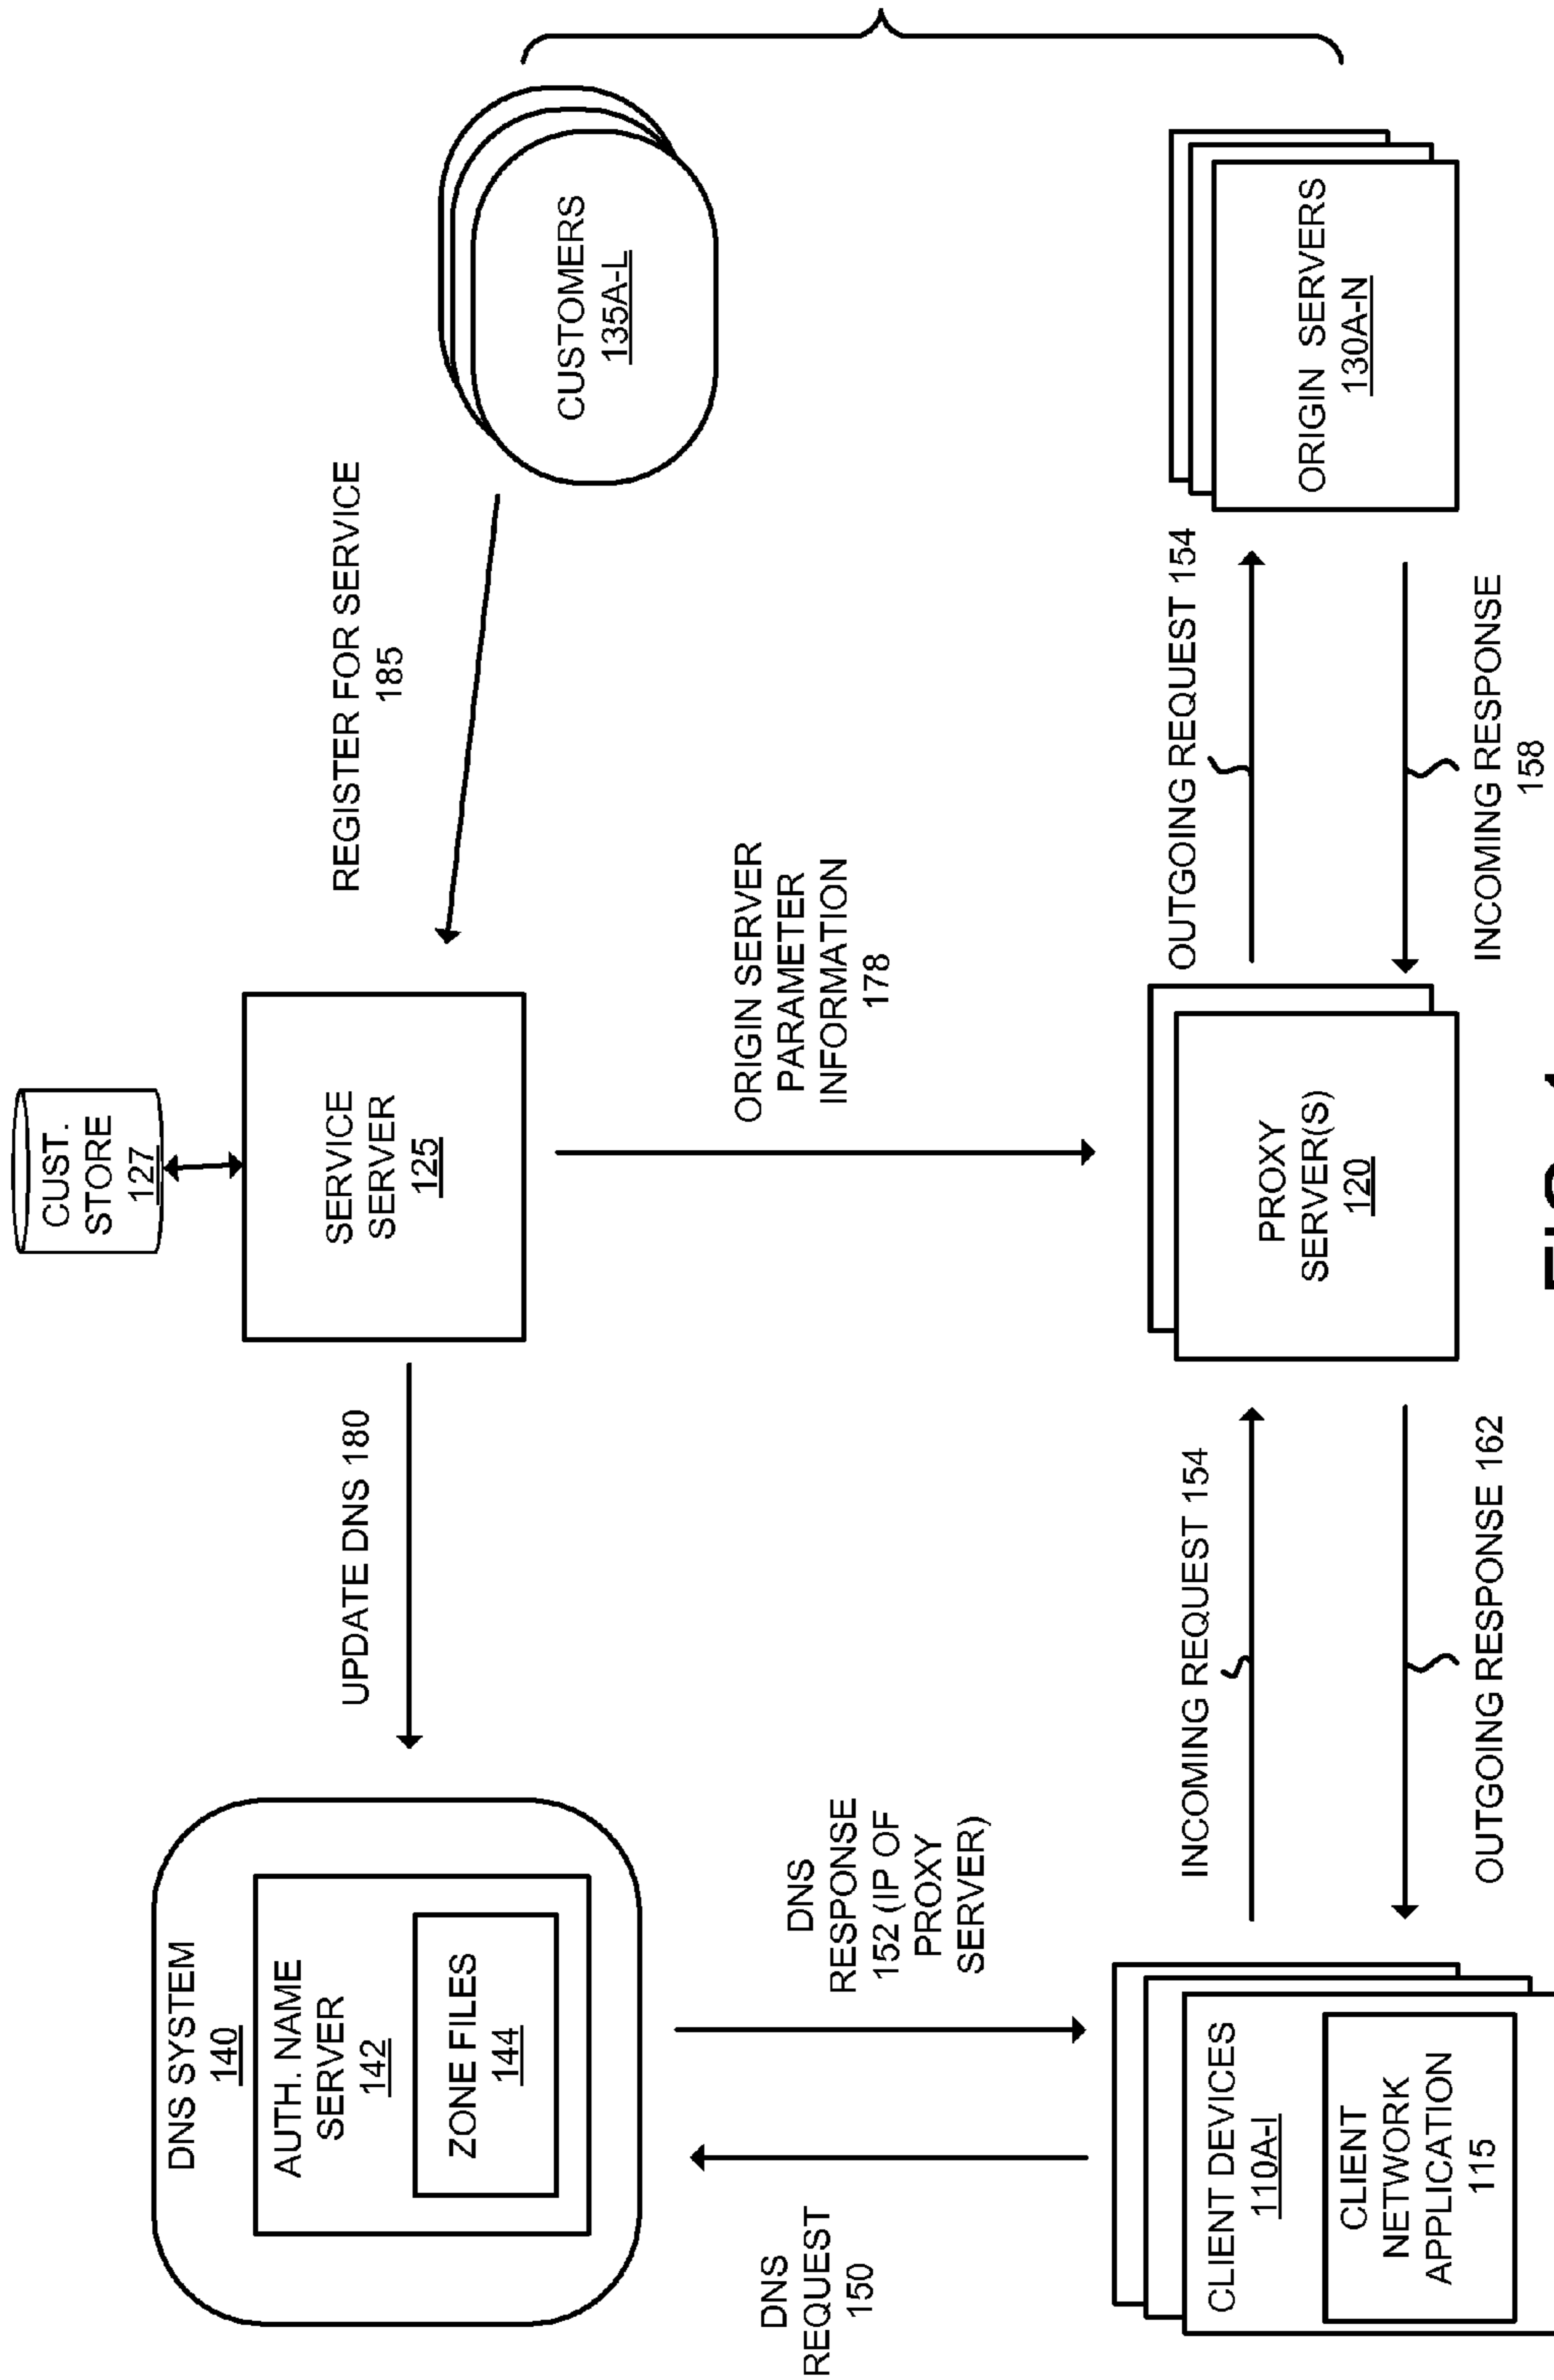 CUST.
STORE
127
DNS SYSTEM
140
AUTH. NAME
SERVER
142
ZONE FILES
144
UPDATE DNS 180
SERVICE
SERVER
125
REGISTER FOR SERVICE
185
CUSTOMERS
135A-L
DNS
REQUEST
150
DNS
RESPONSE
152 (IP OF
PROXY
SERVER)
ORIGIN SERVER
PARAMETER
INFORMATION
178
CLIENT DEVICES
110A-I
CLIENT
NETWORK
APPLICATION
115
INCOMING REQUEST 154
OUTGOING RESPONSE 162
PROXY
SERVER(S)
120
OUTGOING REQUEST 154
INCOMING RESPONSE
158
ORIGIN SERVERS
130A-N